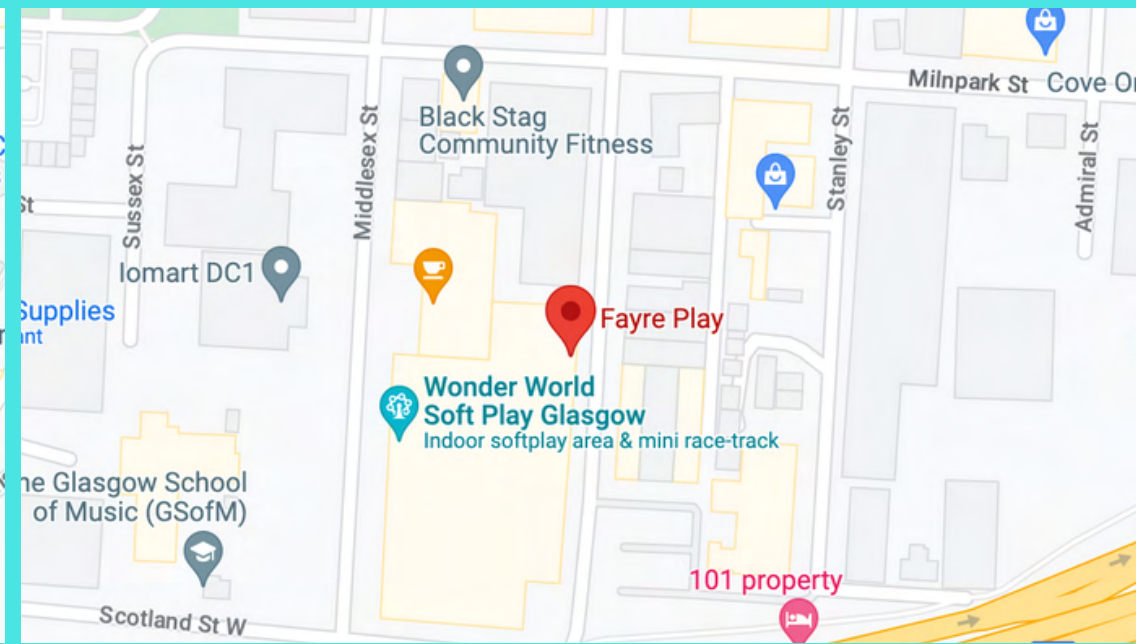 Milnpark St
Cove Or
Black Stag
Community Fitness
Middlesex St
Stanley St
Admiral St
Sussex St
St
Iomart DC1
Supplies
ant
Fayre Play
Wonder World
Soft Play Glasgow
Indoor softplay area & mini race-track
he Glasgow School
of Music (GSofM)
101 property
Scotland St W